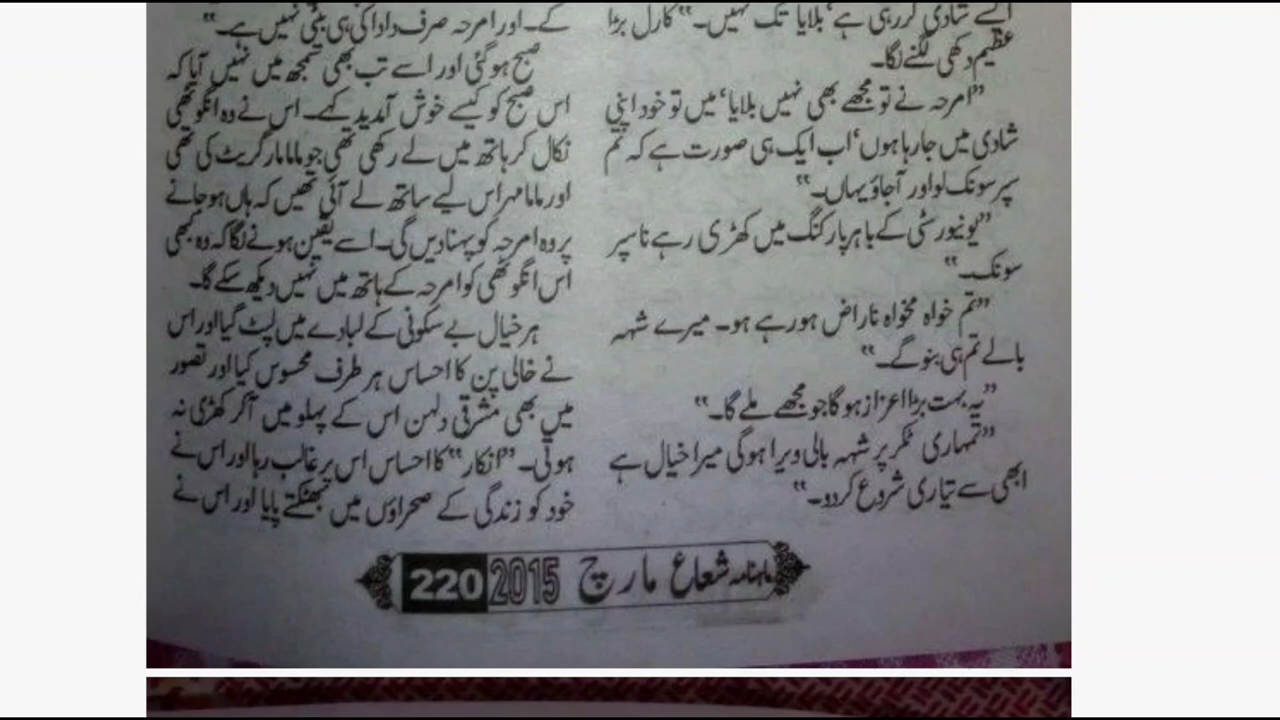 ایسے شادی کر رہی ہے‘ بلایا تک نہیں۔“ کارل بڑا
عظیم دکھی لگنے لگا۔
”امرحہ نے تو مجھے بھی نہیں بلایا‘ میں تو خود اپنی
شادی میں جا رہا ہوں‘ اب ایک ہی صورت ہے کہ تم
سپر سونک لو اور آجاؤ یہاں۔“
”یونیورسٹی کے باہر پارکنگ میں کھڑی رہے نا سپر
سونک۔“
”تم خواہ مخواہ ناراض ہو رہے ہو۔ میرے شہہ
بالے تم ہی بنو گے۔“
”یہ بہت بڑا اعزاز ہوگا جو مجھے ملے گا۔“
”تمہاری ٹکر پر شہہ بالی ویرا ہوگی میرا خیال ہے
ابھی سے تیاری شروع کردو۔“
کے۔ اور امرحہ صرف دادا کی ہی بیٹی نہیں ہے۔“
صبح ہوگئی اور اسے تب بھی سمجھ میں نہیں آیا کہ
اس صبح کو کیسے خوش آمدید کہے۔ اس نے وہ انگوٹھی
نکال کر ہاتھ میں لے رکھی تھی جو ماما مارگریٹ کی تھی
اور ماما مہر اس لیے ساتھ لے آئی تھیں کہ ہاں ہو جانے
پر وہ امرحہ کو پہنا دیں گی۔ اسے یقین ہونے لگا کہ وہ کبھی
اس انگوٹھی کو امرحہ کے ہاتھ میں نہیں دیکھ سکے گا۔
ہر خیال بے سکونی کے لبادے میں لپٹ گیا اور اس
نے خالی پن کا احساس ہر طرف محسوس کیا اور تصور
میں بھی مشرقی دلہن اس کے پہلو میں آکر کھڑی نہ
ہوئی۔ ”انکار“ کا احساس اس پر غالب رہا اور اس نے
خود کو زندگی کے صحراؤں میں بھٹکتے پایا اور اس نے
ماہنامہ شعاع مارچ 2015 220